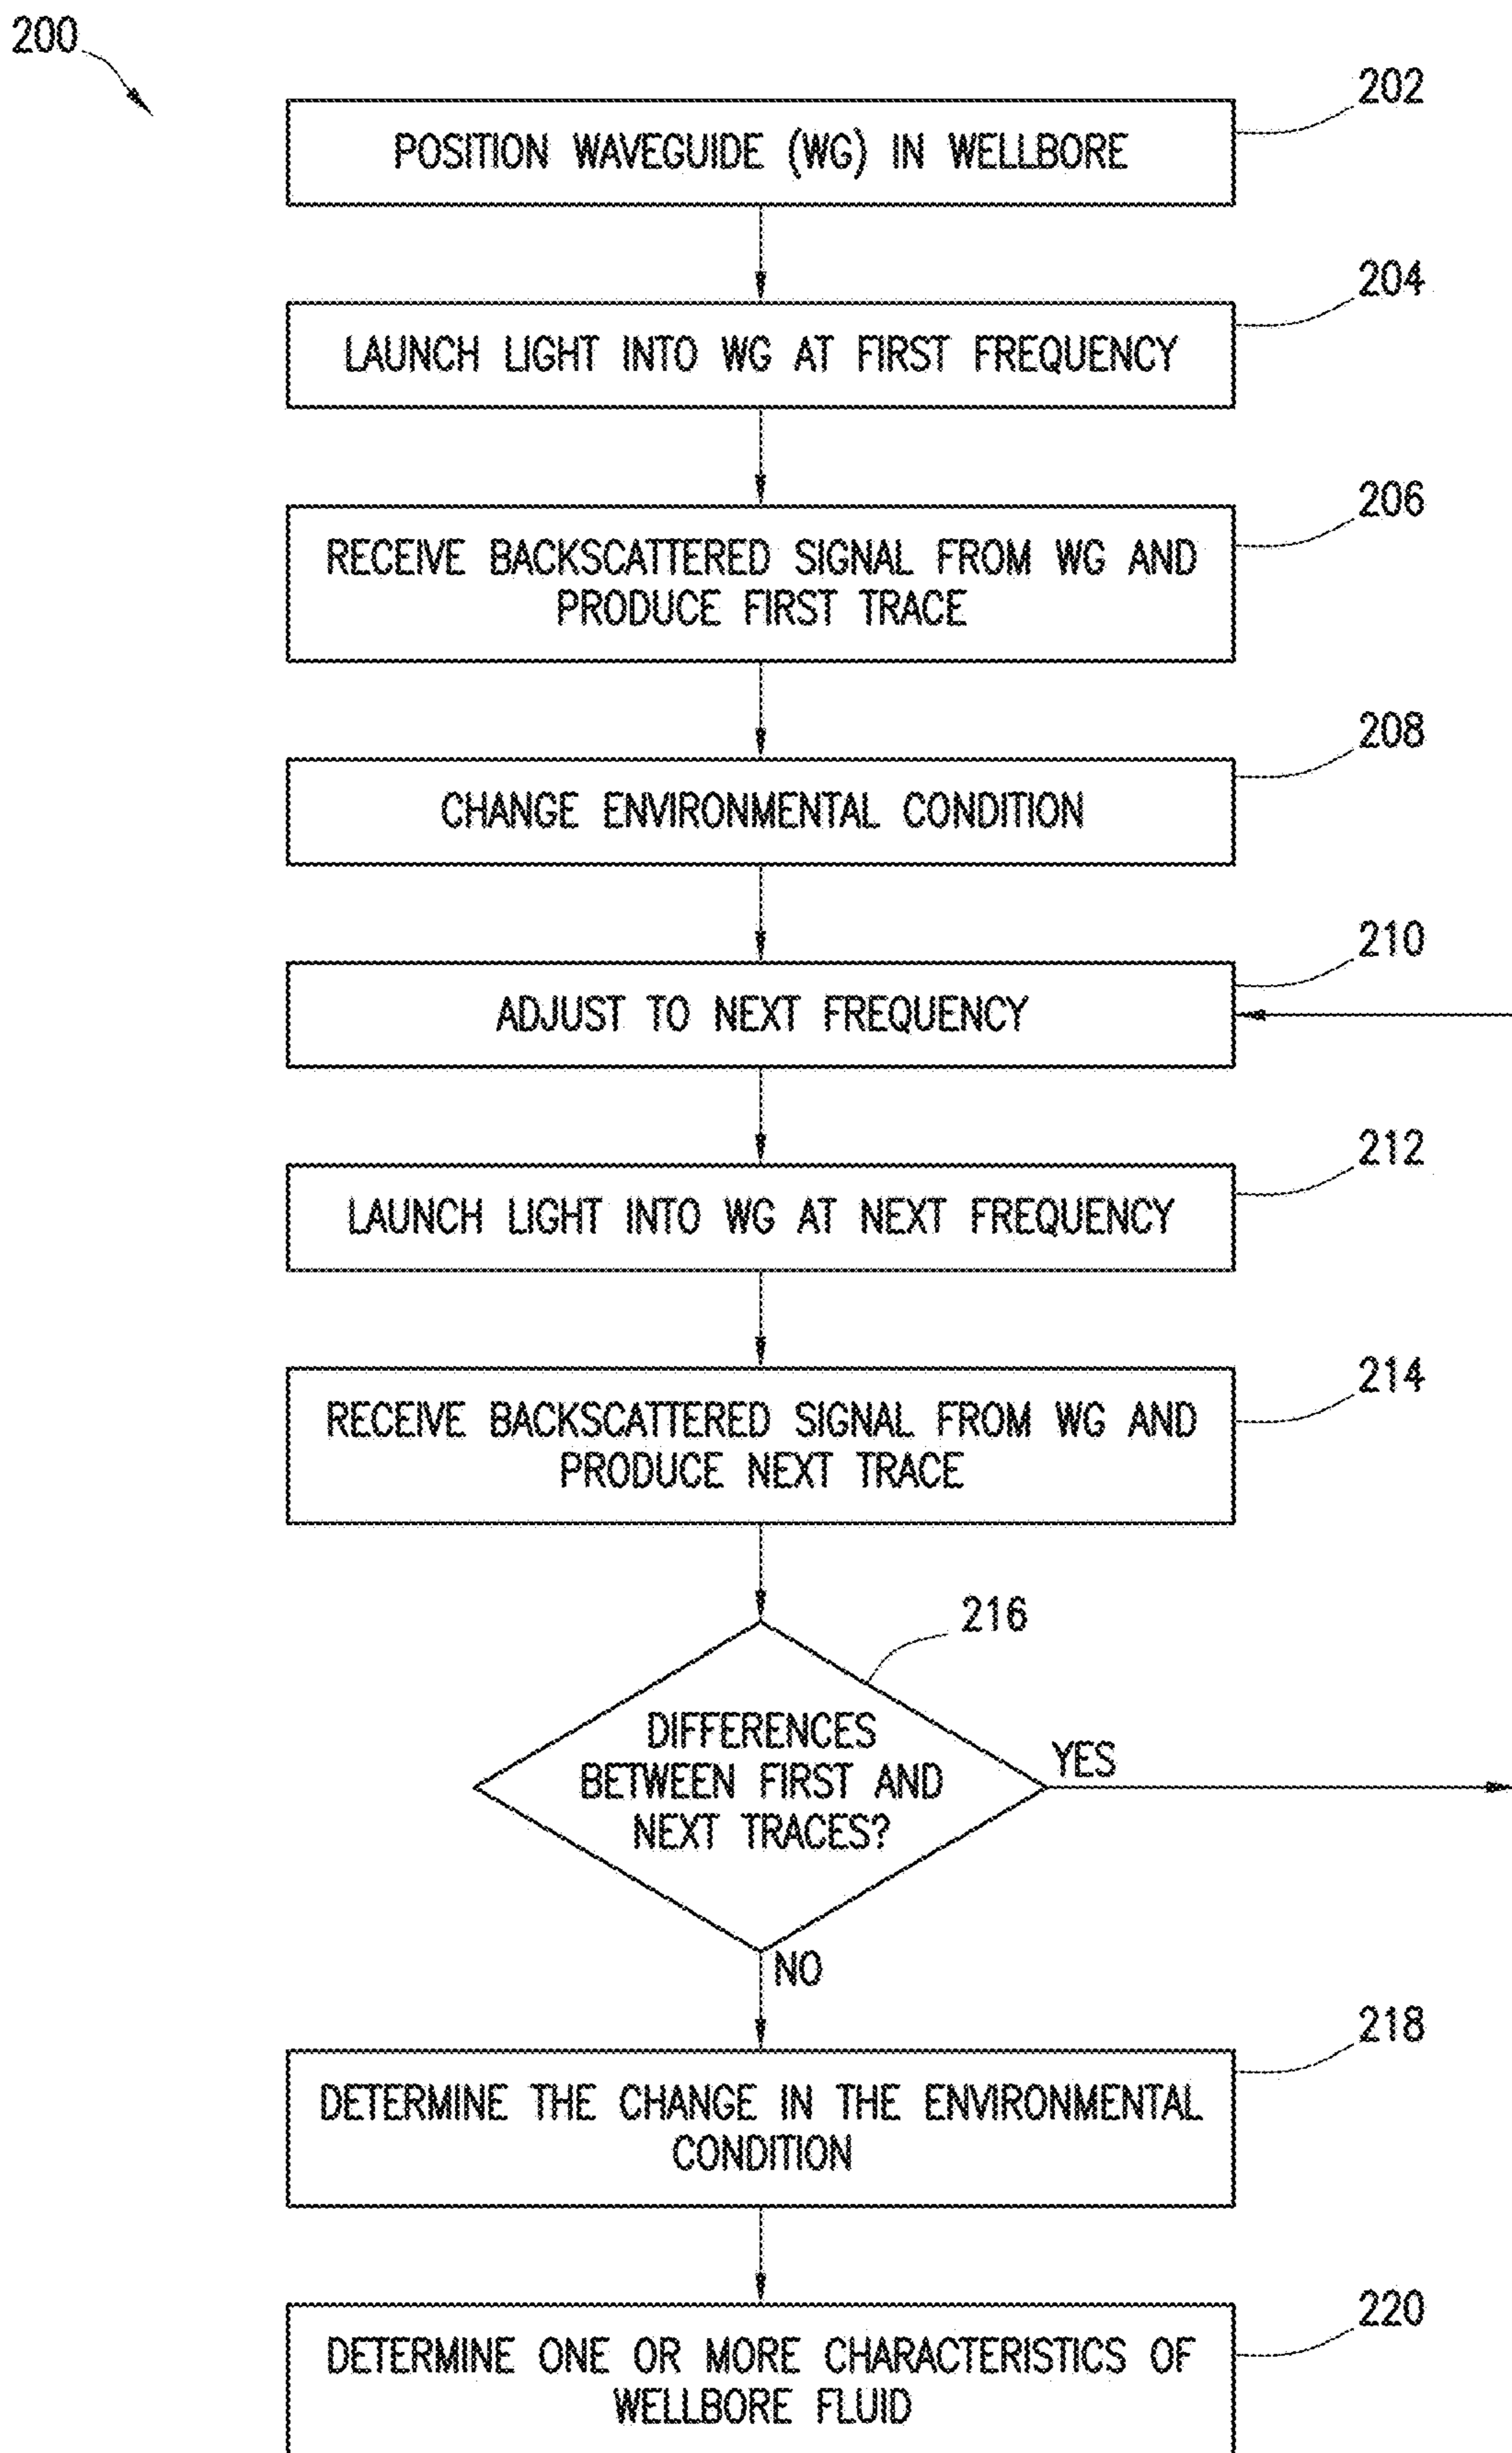 200
202
POSITION WAVEGUIDE (WG) IN WELLBORE
204
LAUNCH LIGHT INTO WG AT FIRST FREQUENCY
206
RECEIVE BACKSCATTERED SIGNAL FROM WG AND
PRODUCE FIRST TRACE
208
CHANGE ENVIRONMENTAL CONDITION
210
ADJUST TO NEXT FREQUENCY
212
LAUNCH LIGHT INTO WG AT NEXT FREQUENCY
214
RECEIVE BACKSCATTERED SIGNAL FROM WG AND
PRODUCE NEXT TRACE
216
DIFFERENCES
BETWEEN FIRST AND
NEXT TRACES?
YES
NO
218
DETERMINE THE CHANGE IN THE ENVIRONMENTAL
CONDITION
220
DETERMINE ONE OR MORE CHARACTERISTICS OF
WELLBORE FLUID